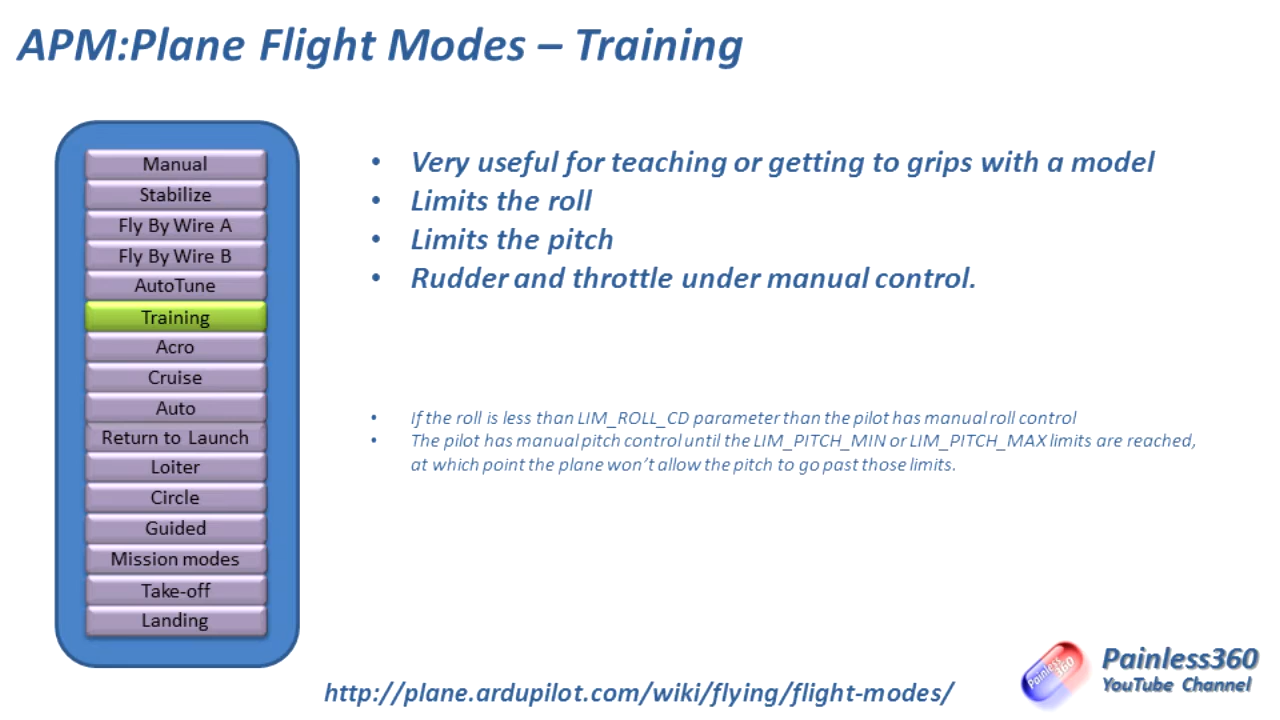 APM:Plane Flight Modes – Training
Manual
Stabilize
Fly By Wire A
Fly By Wire B
AutoTune
Training
Acro
Cruise
Auto
Return to Launch
Loiter
Circle
Guided
Mission modes
Take-off
Landing
• Very useful for teaching or getting to grips with a model
• Limits the roll
• Limits the pitch
• Rudder and throttle under manual control.
• If the roll is less than LIM_ROLL_CD parameter than the pilot has manual roll control
• The pilot has manual pitch control until the LIM_PITCH_MIN or LIM_PITCH_MAX limits are reached,
at which point the plane won't allow the pitch to go past those limits.
http://plane.ardupilot.com/wiki/flying/flight-modes/
Painless
360
Painless360
YouTube Channel